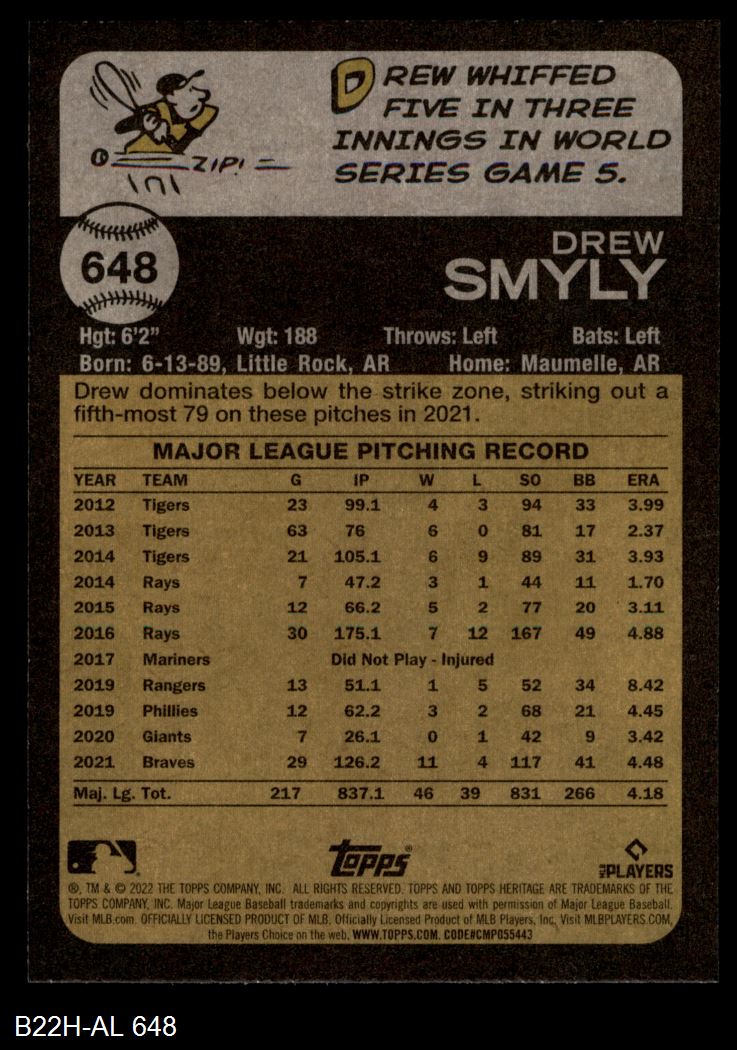 DREW WHIFFED
FIVE IN THREE
INNINGS IN WORLD
SERIES GAME 5.
ZIP!
648
DREW
SMYLY
Hgt: 6'2" Wgt: 188 Throws: Left Bats: Left
Born: 6-13-89, Little Rock, AR Home: Maumelle, AR
Drew dominates below the strike zone, striking out a
fifth-most 79 on these pitches in 2021.
MAJOR LEAGUE PITCHING RECORD
YEAR TEAM G IP W L SO BB ERA
2012 Tigers 23 99.1 4 3 94 33 3.99
2013 Tigers 63 76 6 0 81 17 2.37
2014 Tigers 21 105.1 6 9 89 31 3.93
2014 Rays 7 47.2 3 1 44 11 1.70
2015 Rays 12 66.2 5 2 77 20 3.11
2016 Rays 30 175.1 7 12 167 49 4.88
2017 Mariners Did Not Play - Injured
2019 Rangers 13 51.1 1 5 52 34 8.42
2019 Phillies 12 62.2 3 2 68 21 4.45
2020 Giants 7 26.1 0 1 42 9 3.42
2021 Braves 29 126.2 11 4 117 41 4.48
Maj. Lg. Tot. 217 837.1 46 39 831 266 4.18
Topps®
MLB PLAYERS
®, TM & © 2022 THE TOPPS COMPANY, INC. ALL RIGHTS RESERVED. TOPPS AND TOPPS HERITAGE ARE TRADEMARKS OF THE
TOPPS COMPANY, INC. Major League Baseball trademarks and copyrights are used with permission of Major League Baseball.
Visit MLB.com. OFFICIALLY LICENSED PRODUCT OF MLB. Officially Licensed Product of MLB Players, Inc. Visit MLBPLAYERS.COM,
the Players Choice on the web. WWW.TOPPS.COM. CODE#CMP055443
B22H-AL 648